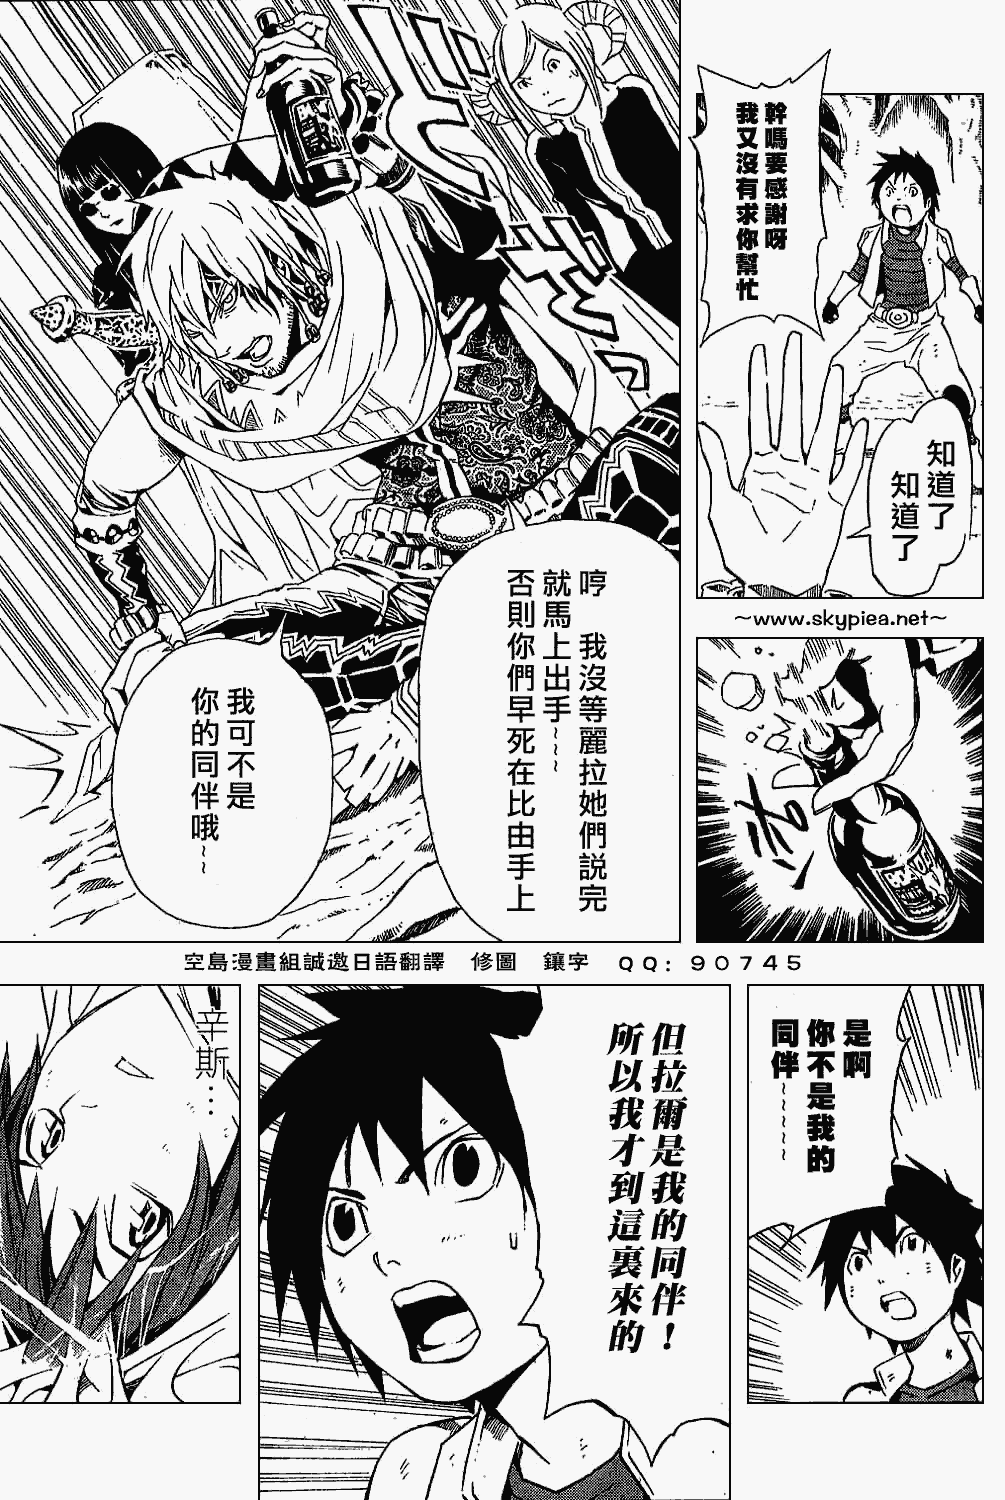 幹嗎要感謝呀
我又沒有求你幫忙
知道了
知道了
~www.skypiea.net~
哼　我沒等麗拉她們説完
就馬上出手~~~
否則你們早死在比由手上
我可不是
你的同伴哦~~
空島漫畫組誠邀日語翻譯　修圖　鑲字　QQ: 90745
是啊
你不是我的
同伴~~~~~
但拉爾是我的同伴！
所以我才到這裏來的
辛斯…